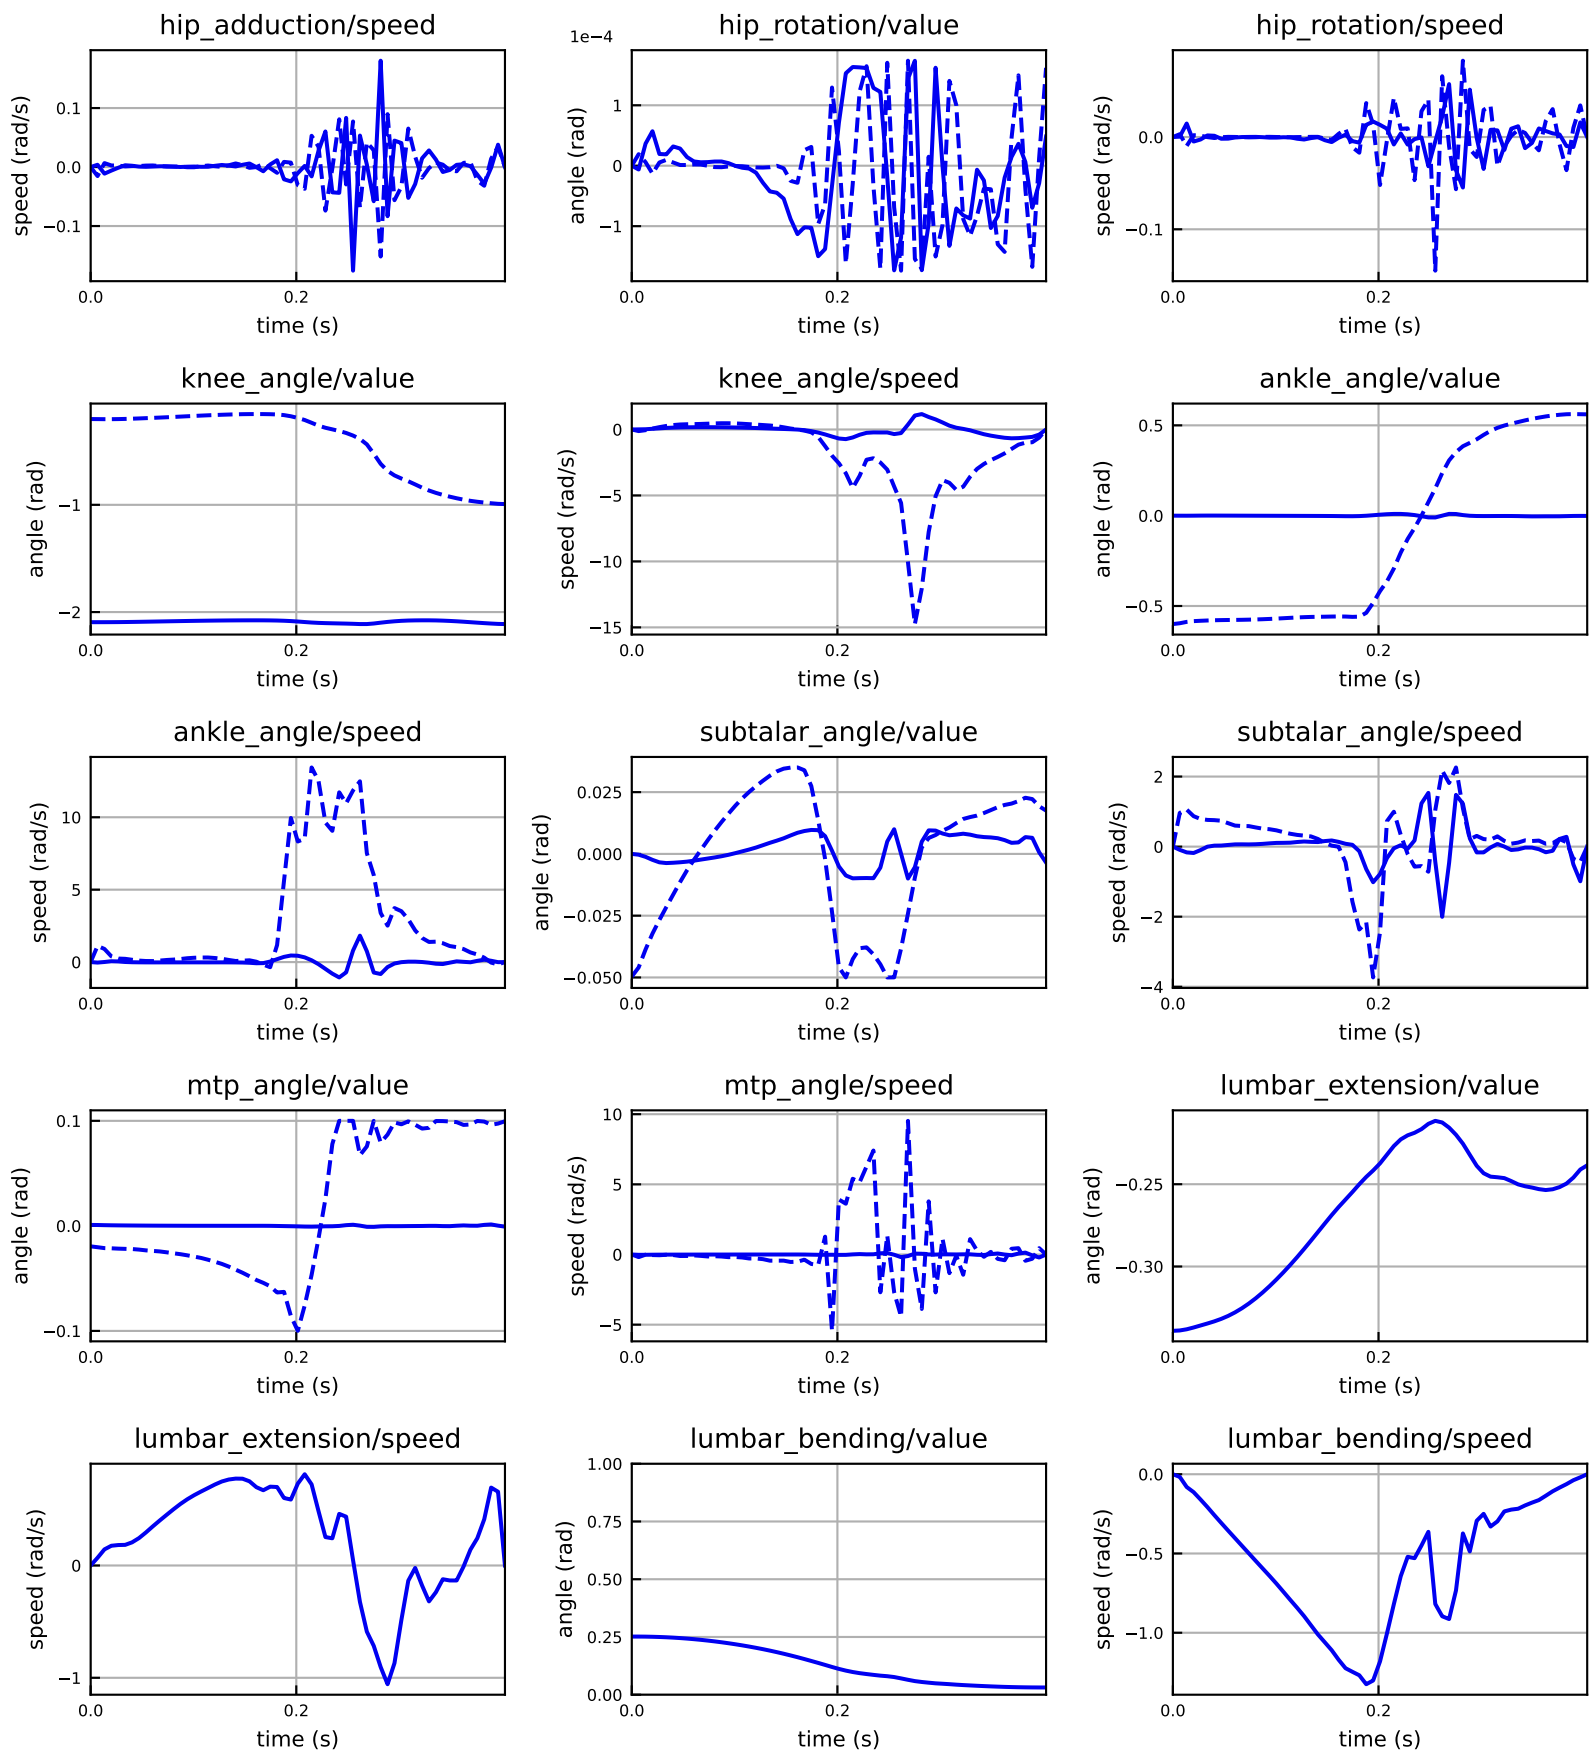 hip_adduction/speed
speed (rad/s)
0.1
0.0
−0.1
0.0
0.2
time (s)
hip_rotation/value
1e−4
angle (rad)
1
0
−1
0.0
0.2
time (s)
hip_rotation/speed
speed (rad/s)
0.0
−0.1
0.0
0.2
time (s)
knee_angle/value
angle (rad)
−1
−2
0.0
0.2
time (s)
knee_angle/speed
speed (rad/s)
0
−5
−10
−15
0.0
0.2
time (s)
ankle_angle/value
angle (rad)
0.5
0.0
−0.5
0.0
0.2
time (s)
ankle_angle/speed
speed (rad/s)
10
5
0
0.0
0.2
time (s)
subtalar_angle/value
angle (rad)
0.025
0.000
−0.025
−0.050
0.0
0.2
time (s)
subtalar_angle/speed
speed (rad/s)
2
0
−2
−4
0.0
0.2
time (s)
mtp_angle/value
angle (rad)
0.1
0.0
−0.1
0.0
0.2
time (s)
mtp_angle/speed
speed (rad/s)
10
5
0
−5
0.0
0.2
time (s)
lumbar_extension/value
angle (rad)
−0.25
−0.30
0.0
0.2
time (s)
lumbar_extension/speed
speed (rad/s)
0
−1
0.0
0.2
time (s)
lumbar_bending/value
angle (rad)
1.00
0.75
0.50
0.25
0.00
0.0
0.2
time (s)
lumbar_bending/speed
speed (rad/s)
0.0
−0.5
−1.0
0.0
0.2
time (s)